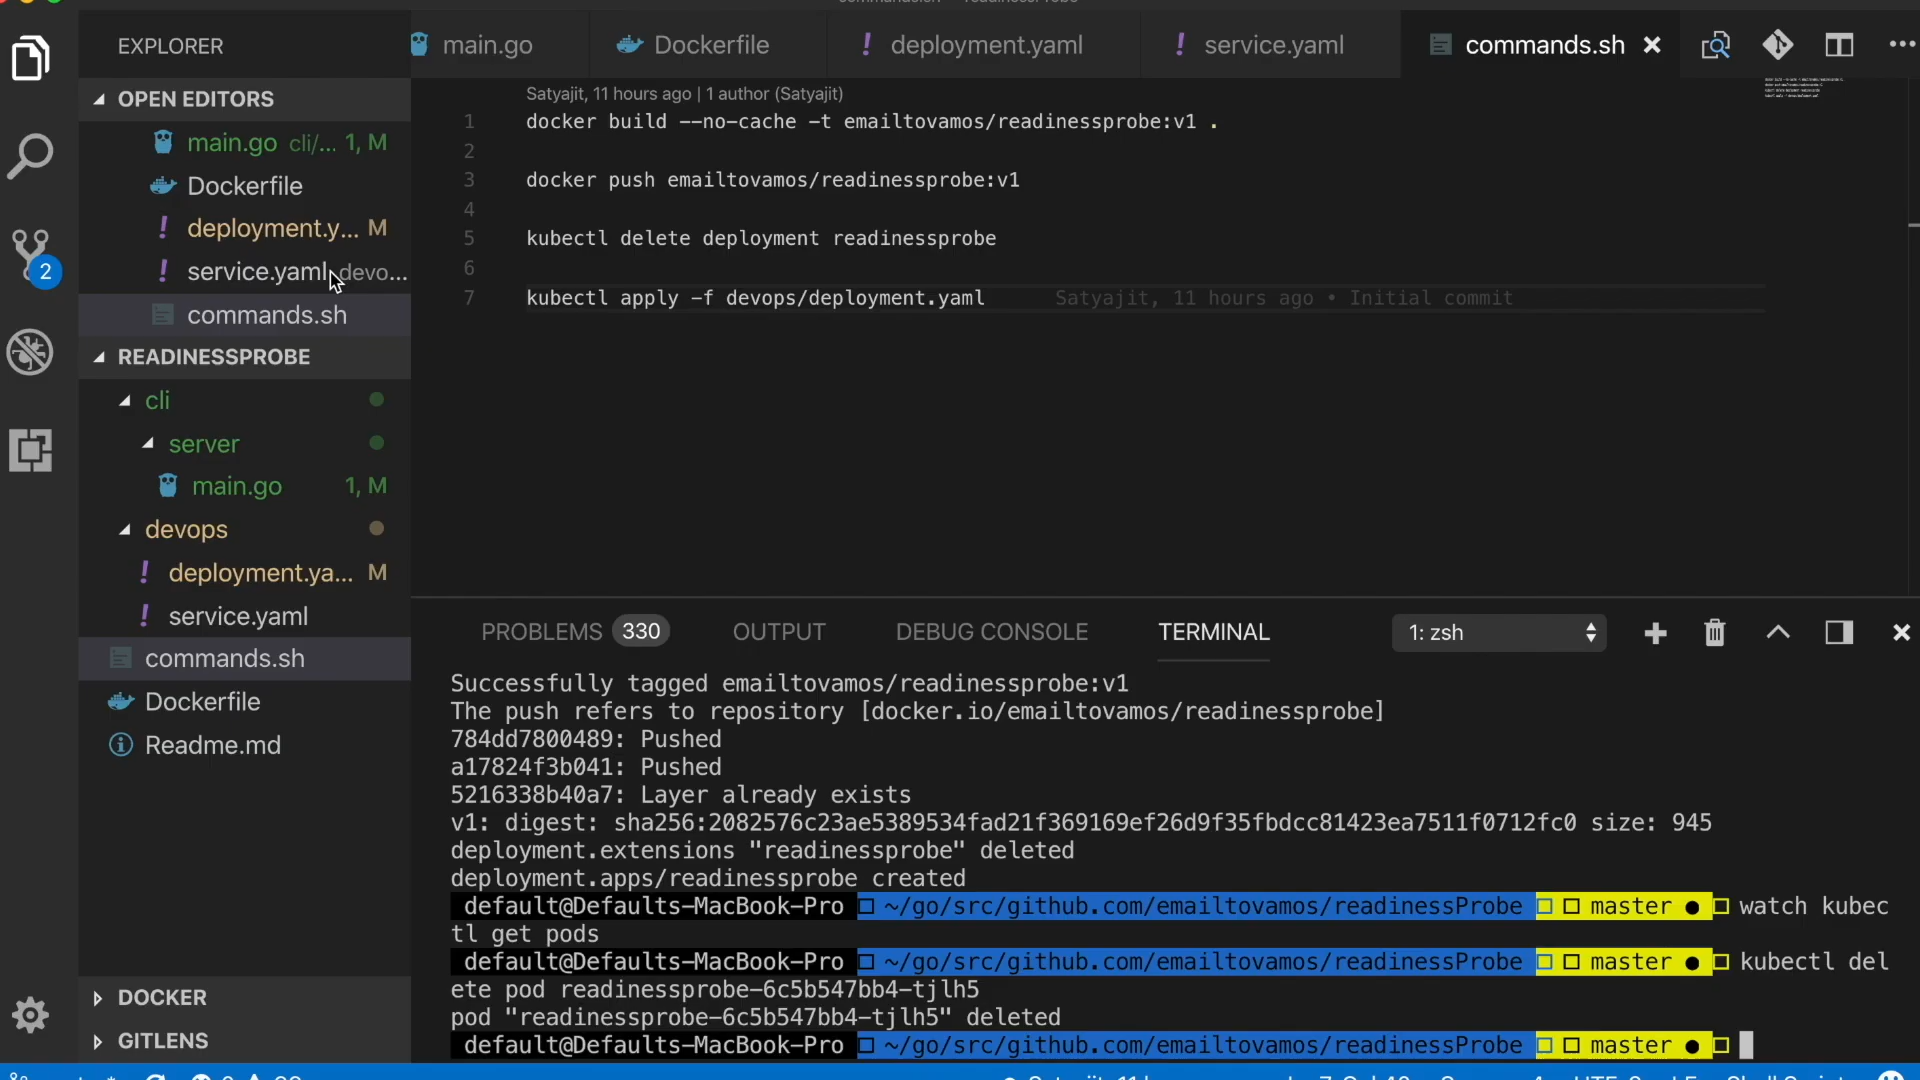 EXPLORER
main.go
Dockerfile
! deployment.yaml
! service.yaml
commands.sh
OPEN EDITORS
main.go cli/... 1, M
Dockerfile
! deployment.y... M
! service.yaml devo...
commands.sh
READINESSPROBE
cli
server
main.go 1, M
devops
! deployment.ya... M
! service.yaml
commands.sh
Dockerfile
Readme.md
DOCKER
GITLENS
2
Satyajit, 11 hours ago | 1 author (Satyajit)
1 docker build --no-cache -t emailtovamos/readinessprobe:v1 .
2
3 docker push emailtovamos/readinessprobe:v1
4
5 kubectl delete deployment readinessprobe
6
7 kubectl apply -f devops/deployment.yaml Satyajit, 11 hours ago • Initial commit
PROBLEMS 330 OUTPUT DEBUG CONSOLE TERMINAL 1: zsh
Successfully tagged emailtovamos/readinessprobe:v1
The push refers to repository [docker.io/emailtovamos/readinessprobe]
784dd7800489: Pushed
a17824f3b041: Pushed
5216338b40a7: Layer already exists
v1: digest: sha256:2082576c23ae5389534fad21f369169ef26d9f35fbdcc81423ea7511f0712fc0 size: 945
deployment.extensions "readinessprobe" deleted
deployment.apps/readinessprobe created
default@Defaults-MacBook-Pro ~/go/src/github.com/emailtovamos/readinessProbe master ● watch kubec
tl get pods
default@Defaults-MacBook-Pro ~/go/src/github.com/emailtovamos/readinessProbe master ● kubectl del
ete pod readinessprobe-6c5b547bb4-tjlh5
pod "readinessprobe-6c5b547bb4-tjlh5" deleted
default@Defaults-MacBook-Pro ~/go/src/github.com/emailtovamos/readinessProbe master ●